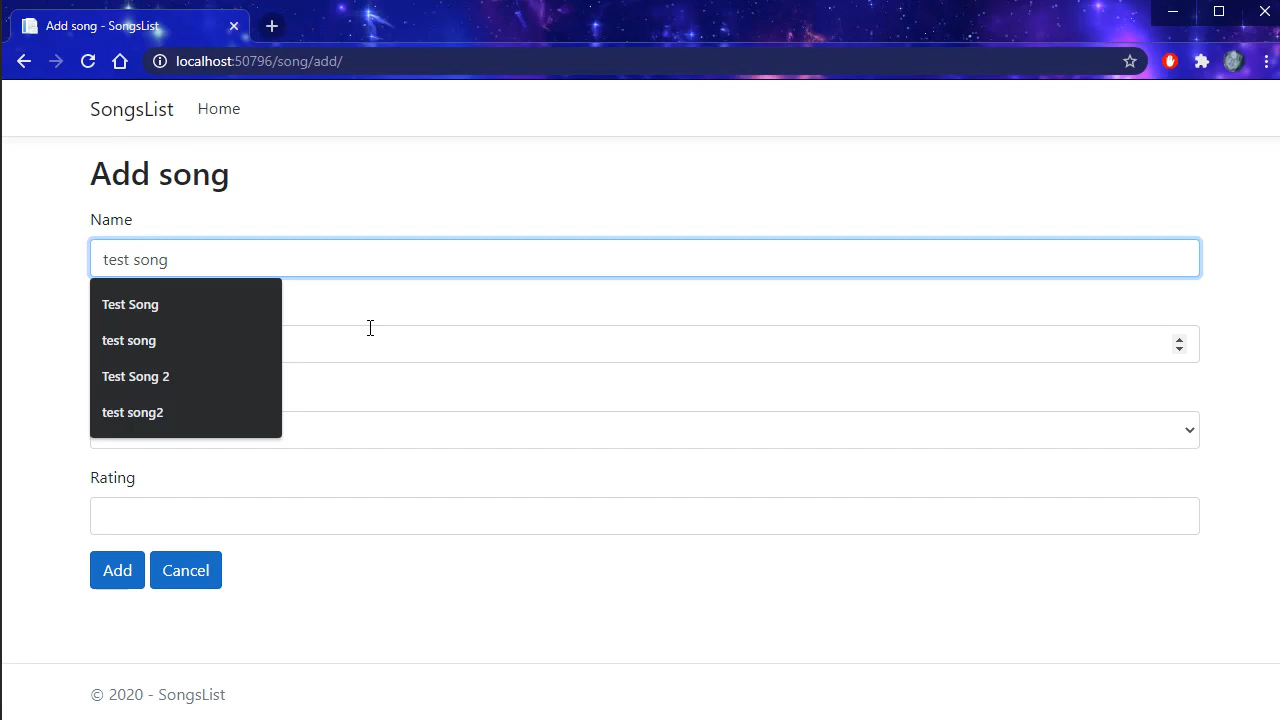 Add song - SongsList
localhost:50796/song/add/
SongsList Home
Add song
Name
test song
Test Song
test song
Test Song 2
test song2
Rating
Add Cancel
© 2020 - SongsList